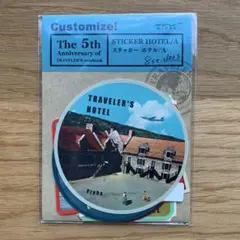 Customize!
The 5th
Anniversary of
TRAVELER'S notebook
STICKER HOTEL/A
ステッカー ホテル/A
TRAVELER'S
HOTEL
Praha